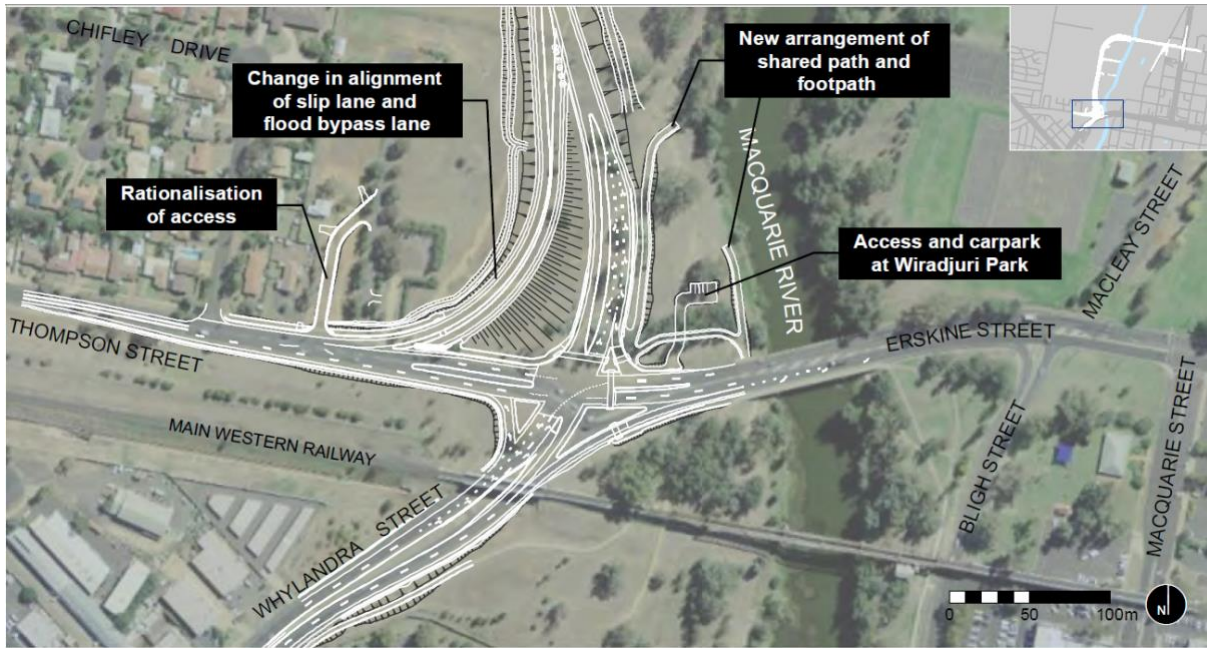 CHIFLEY DRIVE
Change in alignment
of slip lane and
flood bypass lane
New arrangement of
shared path and
footpath
Rationalisation
of access
MACQUARIE RIVER
Access and carpark
at Wiradjuri Park
MACLEAY STREET
THOMPSON STREET
ERSKINE STREET
MAIN WESTERN RAILWAY
WHYLANDRA STREET
BLIGH STREET
MACQUARIE STREET
0 50 100m
N